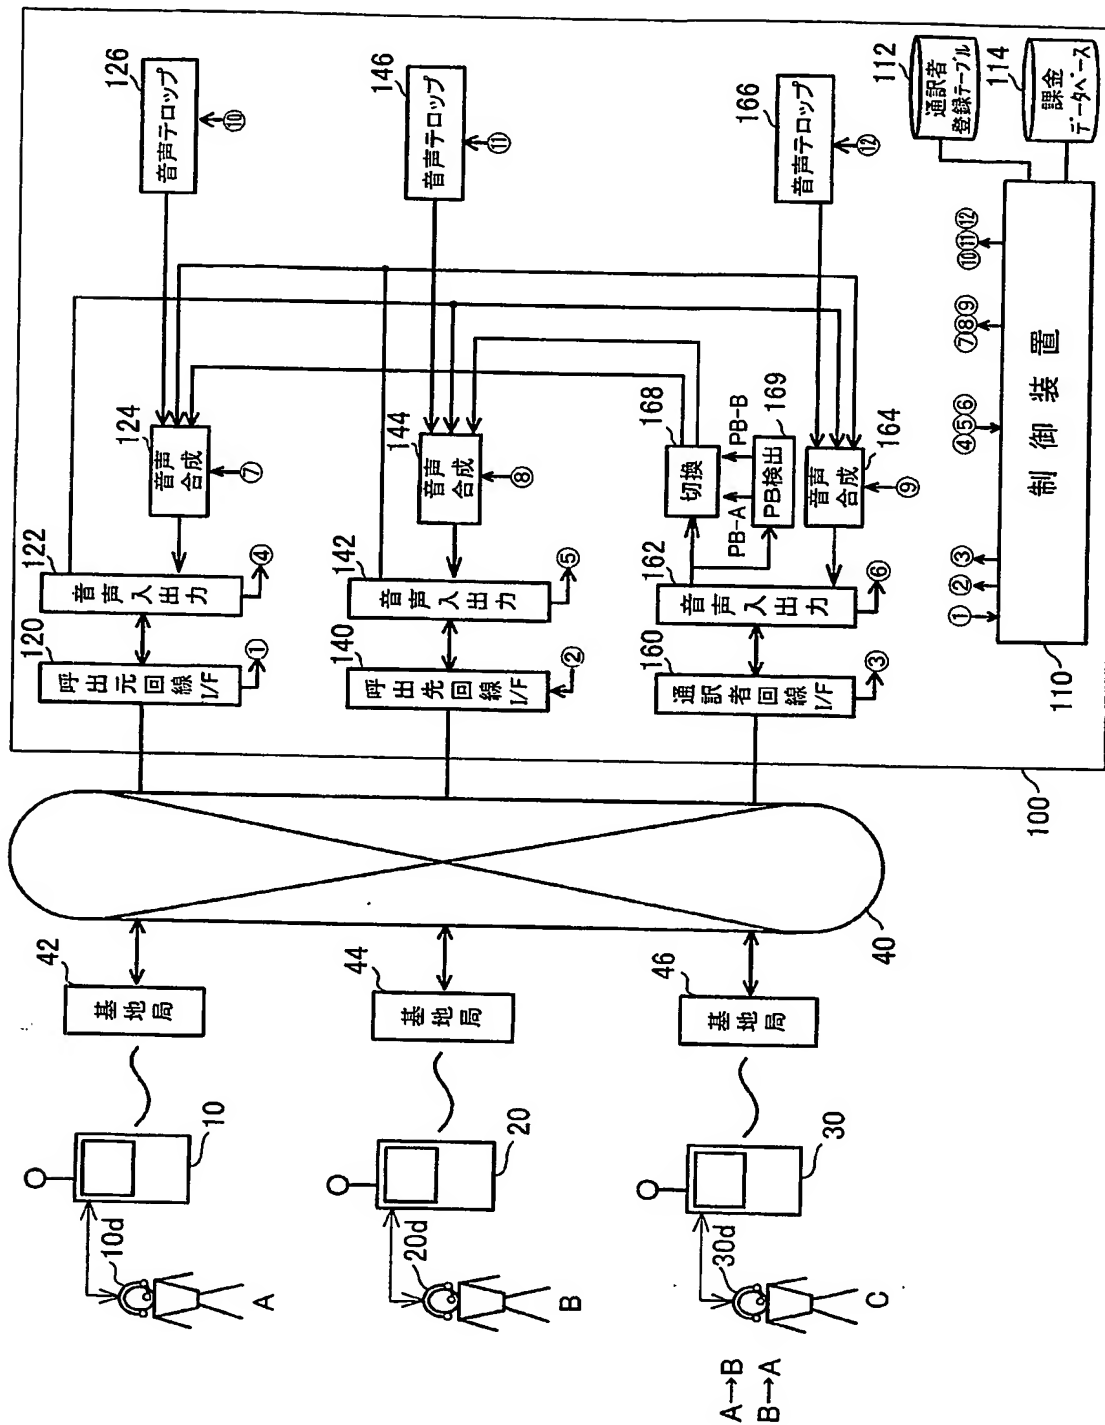 126
音声テロップ
⑩
146
音声テロップ
⑪
166
音声テロップ
⑫
112
通訳者
登録テーブル
114
課金
データベース
124
音声
合成
⑦
144
音声
合成
⑧
168
切換
PB-A
PB-B
169
PB検出
164
音声
合成
⑨
⑩⑪⑫
⑦⑧⑨
④⑤⑥
③
②
①
制御装置
110
122
音声入出力
④
142
音声入出力
⑤
162
音声入出力
⑥
120
呼出元回線
I/F
①
140
呼出先回線
I/F
②
160
通訳者回線
I/F
③
100
40
42
基地局
44
基地局
46
基地局
10
20
30
10d
A
20d
B
30d
C
A→B
B→A